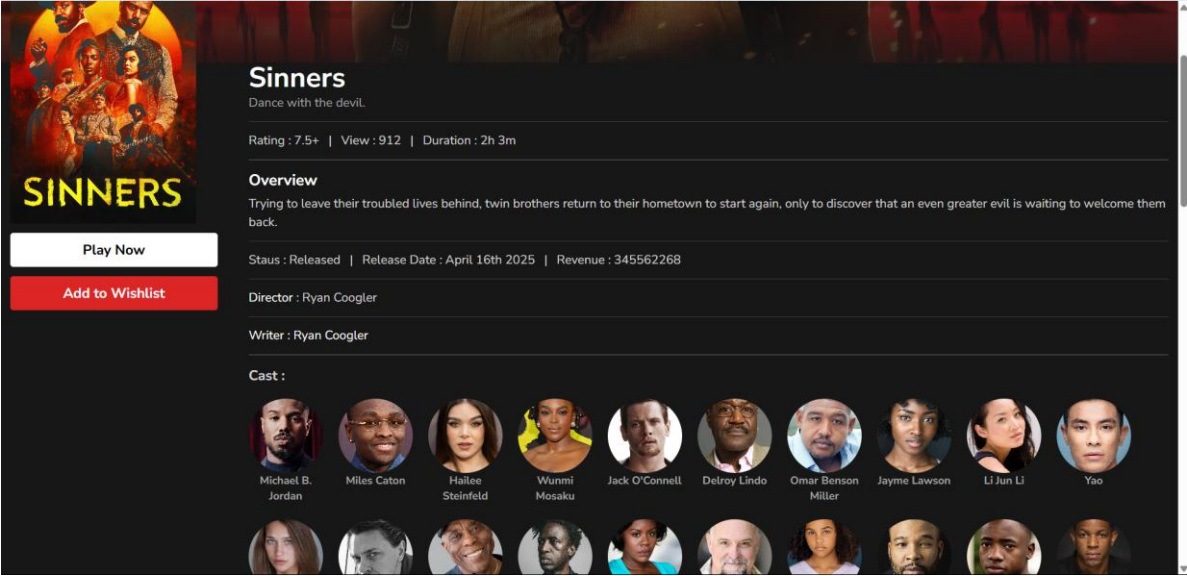 Sinners
Dance with the devil.
Rating : 7.5+ | View : 912 | Duration : 2h 3m
Overview
Trying to leave their troubled lives behind, twin brothers return to their hometown to start again, only to discover that an even greater evil is waiting to welcome them
back.
SINNERS
Play Now
Add to Wishlist
Staus : Released | Release Date : April 16th 2025 | Revenue : 345562268
Director : Ryan Coogler
Writer : Ryan Coogler
Cast :
Michael B.
Jordan
Miles Caton
Hailee
Steinfeld
Wunmi
Mosaku
Jack O'Connell
Delroy Lindo
Omar Benson
Miller
Jayme Lawson
Li Jun Li
Yao